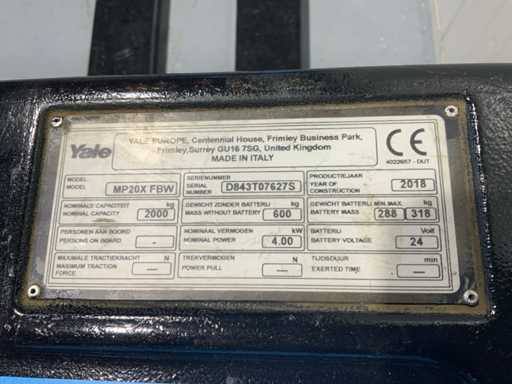 Yale
YALE EUROPE, Centennial House, Frimley Business Park,
Frimley, Surrey GU16 7SG, United Kingdom
MADE IN ITALY
CE
4022657 - DUT
MODEL
MODEL
MP20X FBW
SERIENUMMER
SERIAL
NUMBER
D843T07627S
PRODUCTIEJAAR
YEAR OF
CONSTRUCTION
2018
NOMINALE CAPACITEIT kg
NOMINAL CAPACITY
2000
GEWICHT ZONDER BATTERIJ kg
MASS WITHOUT BATTERY
600
GEWICHT BATTERIJ MIN. MAX. kg
BATTERY MASS
288 318
PERSONEN AAN BOORD
PERSONS ON BOARD
-
NOMINAAL VERMOGEN kW
NOMINAL POWER
4.00
BATTERIJ Volt
BATTERY VOLTAGE
24
MAXIMALE TRACTIEKRACHT N
MAXIMUM TRACTION
FORCE
----
TREKVERMOGEN N
POWER PULL
----
TIJDSDUUR min
EXERTED TIME
----